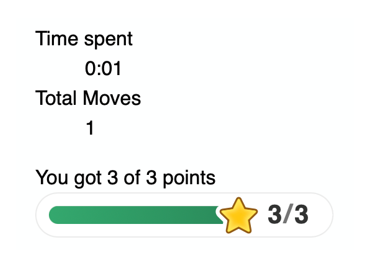 Time spent
0:01
Total Moves
1
You got 3 of 3 points
3/3